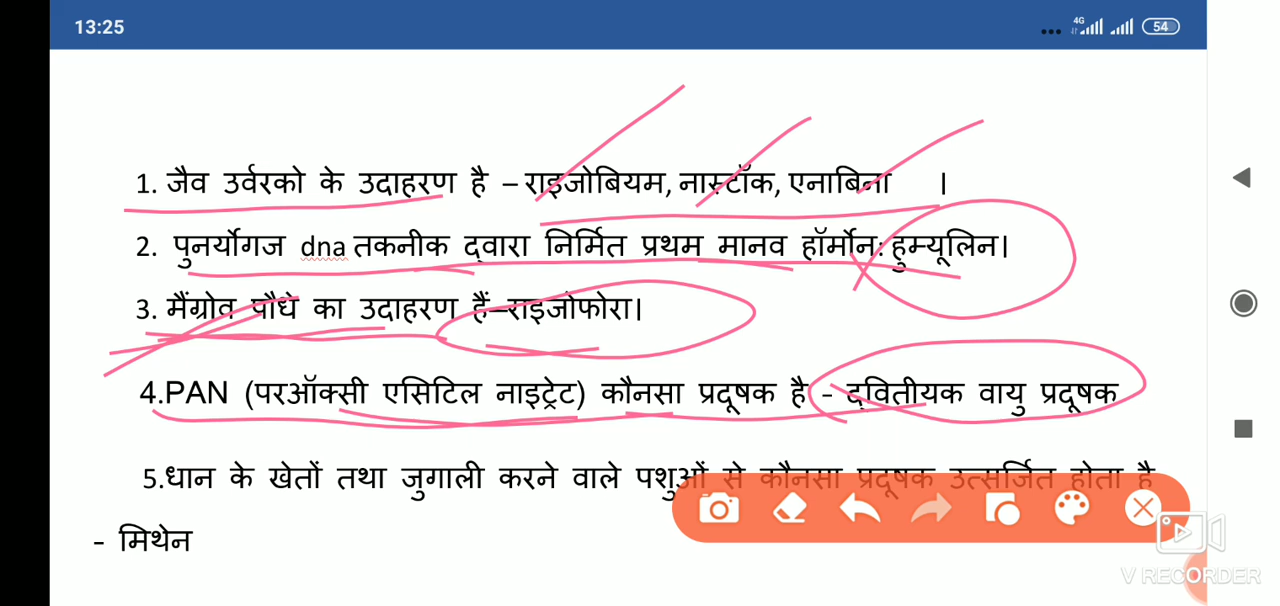 13:25
4G
54
1. जैव उर्वरको के उदाहरण है – राइजोबियम, नास्टॉक, एनाबिना ।
2. पुनर्योगज dna तकनीक द्वारा निर्मित प्रथम मानव हॉर्मोन: हुम्यूलिन।
3. मैंग्रोव पौधे का उदाहरण हैं–राइजोफोरा।
4.PAN (परऑक्सी एसिटिल नाइट्रेट) कौनसा प्रदूषक है - द्वितीयक वायु प्रदूषक
5.धान के खेतों तथा जुगाली करने वाले पशुओं से कौनसा प्रदूषक उत्सर्जित होता है
- मिथेन
V RECORDER